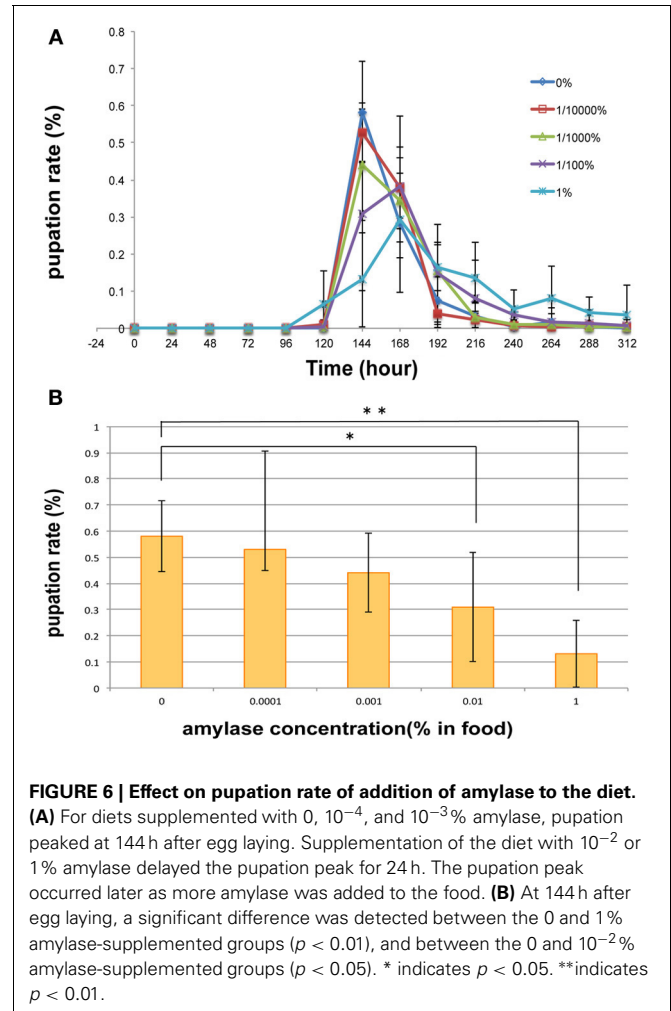 A
0.8
0.7
0.6
0.5
0.4
0.3
0.2
0.1
0
pupation rate (%)
0%
1/10000%
1/1000%
1/100%
1%
-24 0 24 48 72 96 120 144 168 192 216 240 264 288 312
Time (hour)
B
* *
*
1
0.9
0.8
0.7
0.6
0.5
0.4
0.3
0.2
0.1
0
pupation rate (%)
0 0.0001 0.001 0.01 1
amylase concentration(% in food)
FIGURE 6 | Effect on pupation rate of addition of amylase to the diet.
(A) For diets supplemented with 0, 10⁻⁴, and 10⁻³% amylase, pupation
peaked at 144 h after egg laying. Supplementation of the diet with 10⁻² or
1% amylase delayed the pupation peak for 24 h. The pupation peak
occurred later as more amylase was added to the food. (B) At 144 h after
egg laying, a significant difference was detected between the 0 and 1%
amylase-supplemented groups (p < 0.01), and between the 0 and 10⁻²%
amylase-supplemented groups (p < 0.05). * indicates p < 0.05. **indicates
p < 0.01.